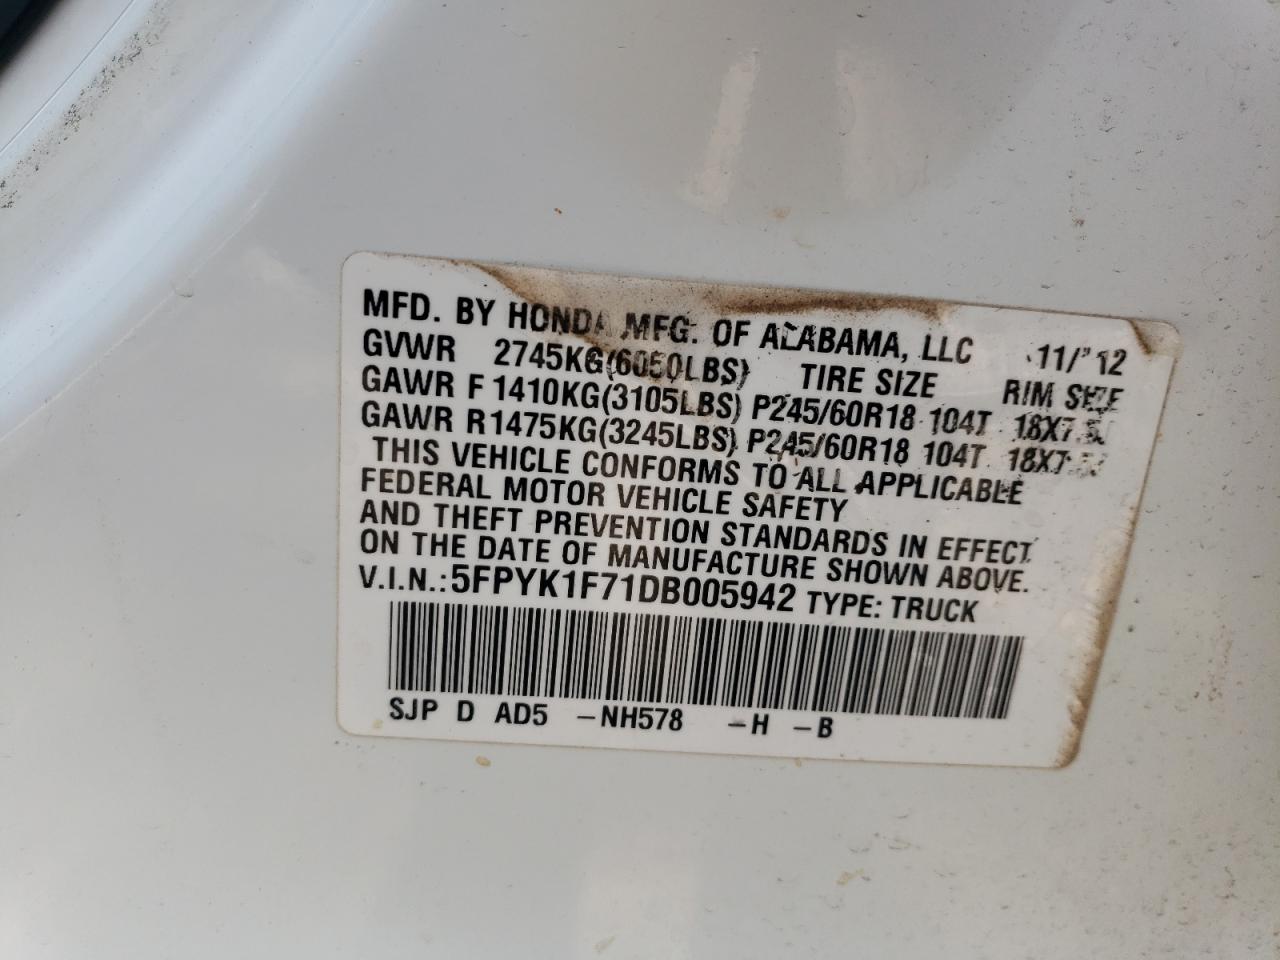 MFD. BY HONDA MFG. OF ALABAMA, LLC 11/12
GVWR 2745KG(6050LBS) TIRE SIZE RIM SIZE
GAWR F 1410KG(3105LBS) P245/60R18 104T 18X7.5J
GAWR R1475KG(3245LBS) P245/60R18 104T 18X7.5J
THIS VEHICLE CONFORMS TO ALL APPLICABLE
FEDERAL MOTOR VEHICLE SAFETY
AND THEFT PREVENTION STANDARDS IN EFFECT
ON THE DATE OF MANUFACTURE SHOWN ABOVE.
V.I.N.:5FPYK1F71DB005942 TYPE: TRUCK
SJP D AD5 -NH578 -H -B